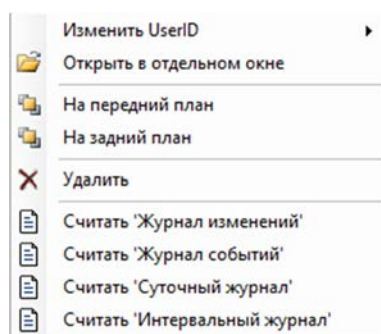 Изменить UserID
Открыть в отдельном окне
На передний план
На задний план
Удалить
Считать 'Журнал изменений'
Считать 'Журнал событий'
Считать 'Суточный журнал'
Считать 'Интервальный журнал'